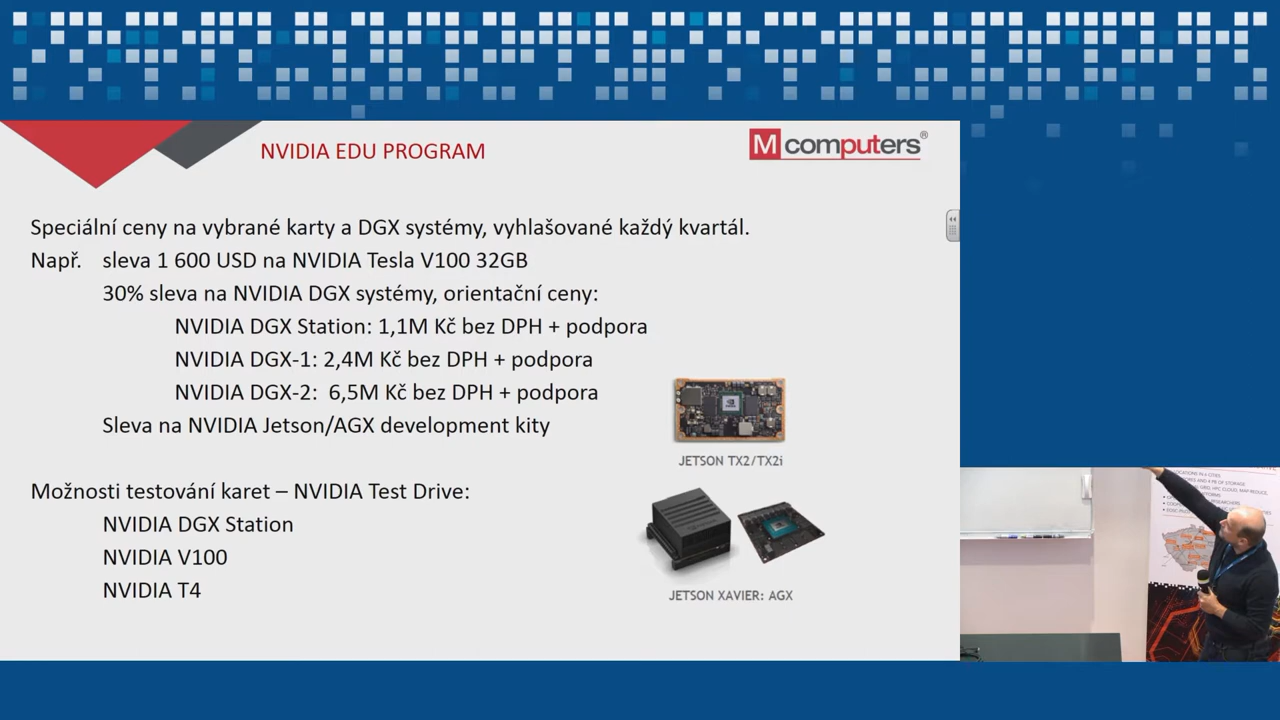 NVIDIA EDU PROGRAM
M computers®
Speciální ceny na vybrané karty a DGX systémy, vyhlašované každý kvartál.
Např. sleva 1 600 USD na NVIDIA Tesla V100 32GB
30% sleva na NVIDIA DGX systémy, orientační ceny:
NVIDIA DGX Station: 1,1M Kč bez DPH + podpora
NVIDIA DGX-1: 2,4M Kč bez DPH + podpora
NVIDIA DGX-2: 6,5M Kč bez DPH + podpora
Sleva na NVIDIA Jetson/AGX development kity
JETSON TX2/TX2i
Možnosti testování karet – NVIDIA Test Drive:
NVIDIA DGX Station
NVIDIA V100
NVIDIA T4
JETSON XAVIER: AGX